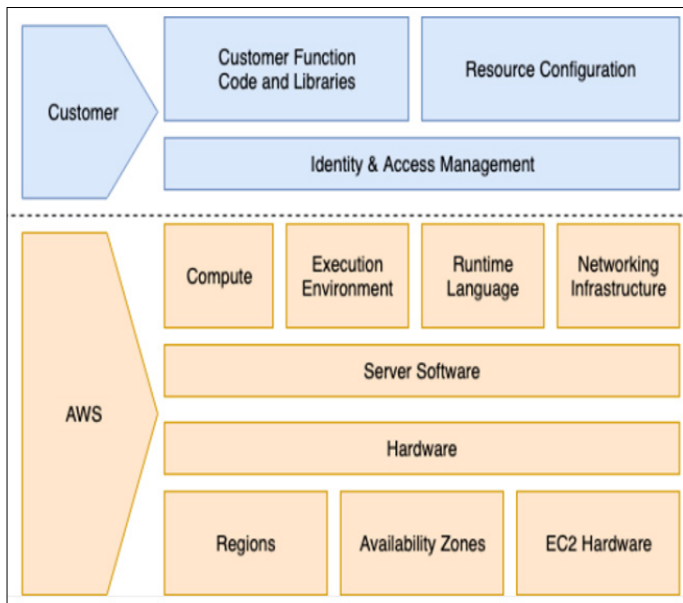 Customer
Customer Function
Code and Libraries
Resource Configuration
Identity & Access Management
AWS
Compute
Execution
Environment
Runtime
Language
Networking
Infrastructure
Server Software
Hardware
Regions
Availability Zones
EC2 Hardware